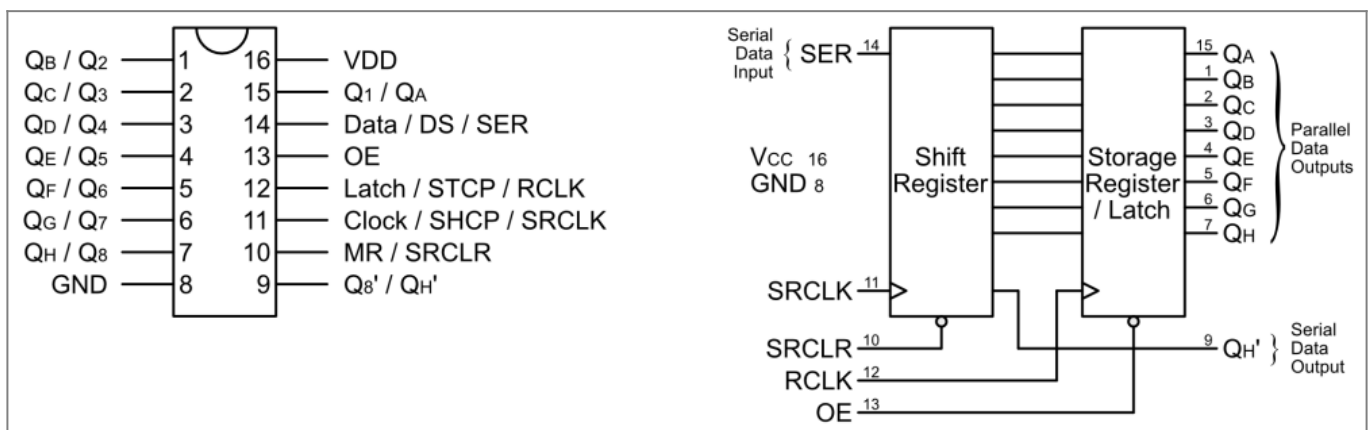 QB / Q2 1 16 VDD
QC / Q3 2 15 Q1 / QA
QD / Q4 3 14 Data / DS / SER
QE / Q5 4 13 OE
QF / Q6 5 12 Latch / STCP / RCLK
QG / Q7 6 11 Clock / SHCP / SRCLK
QH / Q8 7 10 MR / SRCLR
GND 8 9 Q8' / QH'
Serial
Data
Input
{ SER 14
Vcc 16
GND 8
Shift
Register
Storage
Register
/ Latch
15 QA
1 QB
2 QC
3 QD
4 QE
5 QF
6 QG
7 QH
Parallel
Data
Outputs
SRCLK 11
SRCLR 10
RCLK 12
OE 13
9 QH' }
Serial
Data
Output